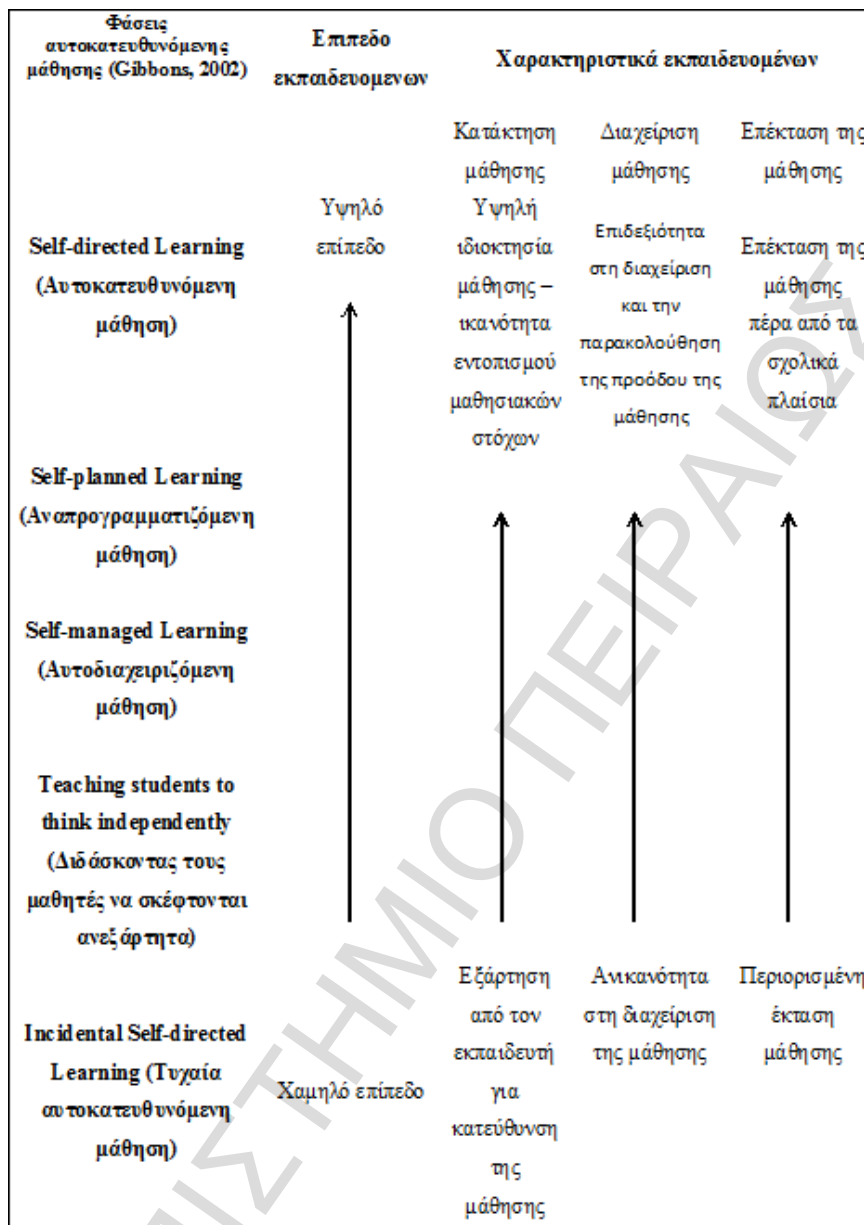 Φάσεις
αυτοκατευθυνόμενης
μάθησης (Gibbons, 2002)
Επιπεδο
εκπαιδευομενων
Χαρακτηριστικά εκπαιδευομένων
Κατάκτηση
μάθησης
Διαχείριση
μάθησης
Επέκταση της
μάθησης
Self-directed Learning
(Αυτοκατευθυνόμενη
μάθηση)
Υψηλό
επίπεδο
Υψηλή
ιδιοκτησία
μάθησης –
ικανότητα
εντοπισμού
μαθησιακών
στόχων
Επιδεξιότητα
στη διαχείριση
και την
παρακολούθηση
της προόδου της
μάθησης
Επέκταση της
μάθησης
πέρα από τα
σχολικά
πλαίσια
Self-planned Learning
(Αναπρογραμματιζόμενη
μάθηση)
Self-managed Learning
(Αυτοδιαχειριζόμενη
μάθηση)
Teaching students to
think independently
(Διδάσκοντας τους
μαθητές να σκέφτονται
ανεξάρτητα)
Incidental Self-directed
Learning (Τυχαία
αυτοκατευθυνόμενη
μάθηση)
Χαμηλό επίπεδο
Εξάρτηση
από τον
εκπαιδευτή
για
κατεύθυνση
της
μάθησης
Ανικανότητα
στη διαχείριση
της μάθησης
Περιορισμένη
έκταση
μάθησης
ΜΙΣΤΗΜΙΟ ΠΕΙΡΑΙΩΣ